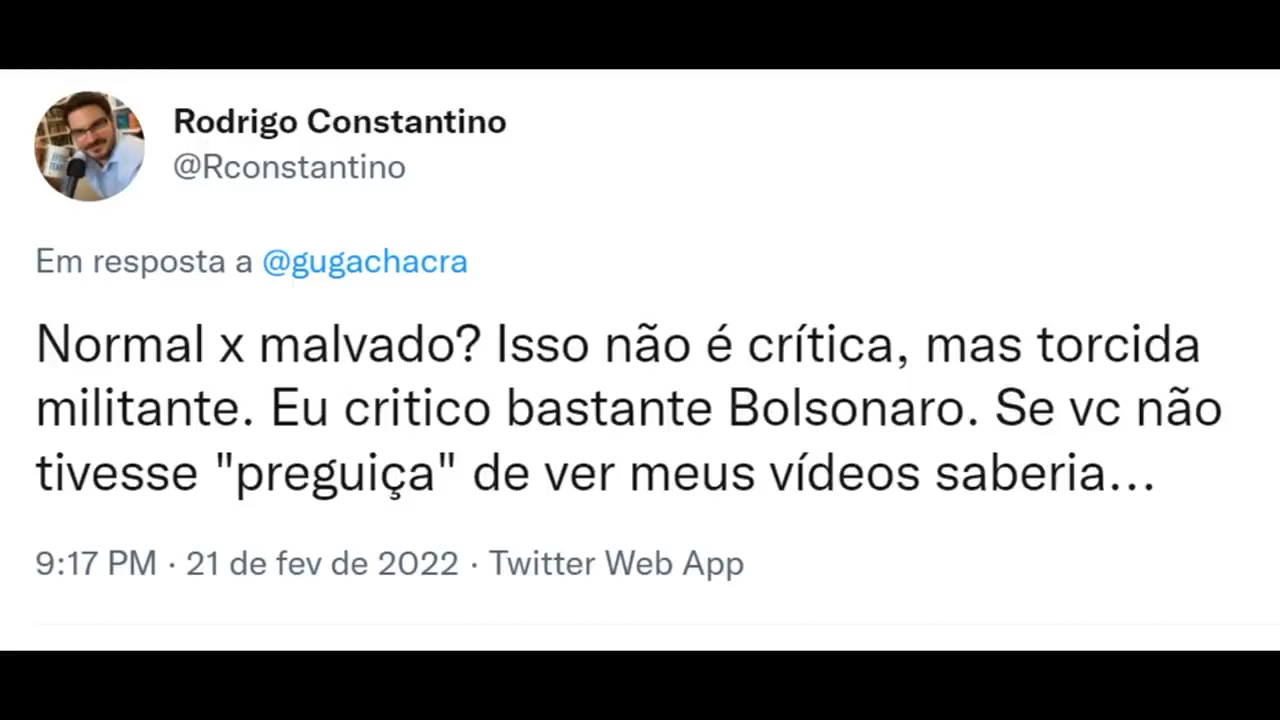 Rodrigo Constantino
@Rconstantino
Em resposta a @gugachacra
Normal x malvado? Isso não é crítica, mas torcida
militante. Eu critico bastante Bolsonaro. Se vc não
tivesse "preguiça" de ver meus vídeos saberia...
9:17 PM · 21 de fev de 2022 · Twitter Web App